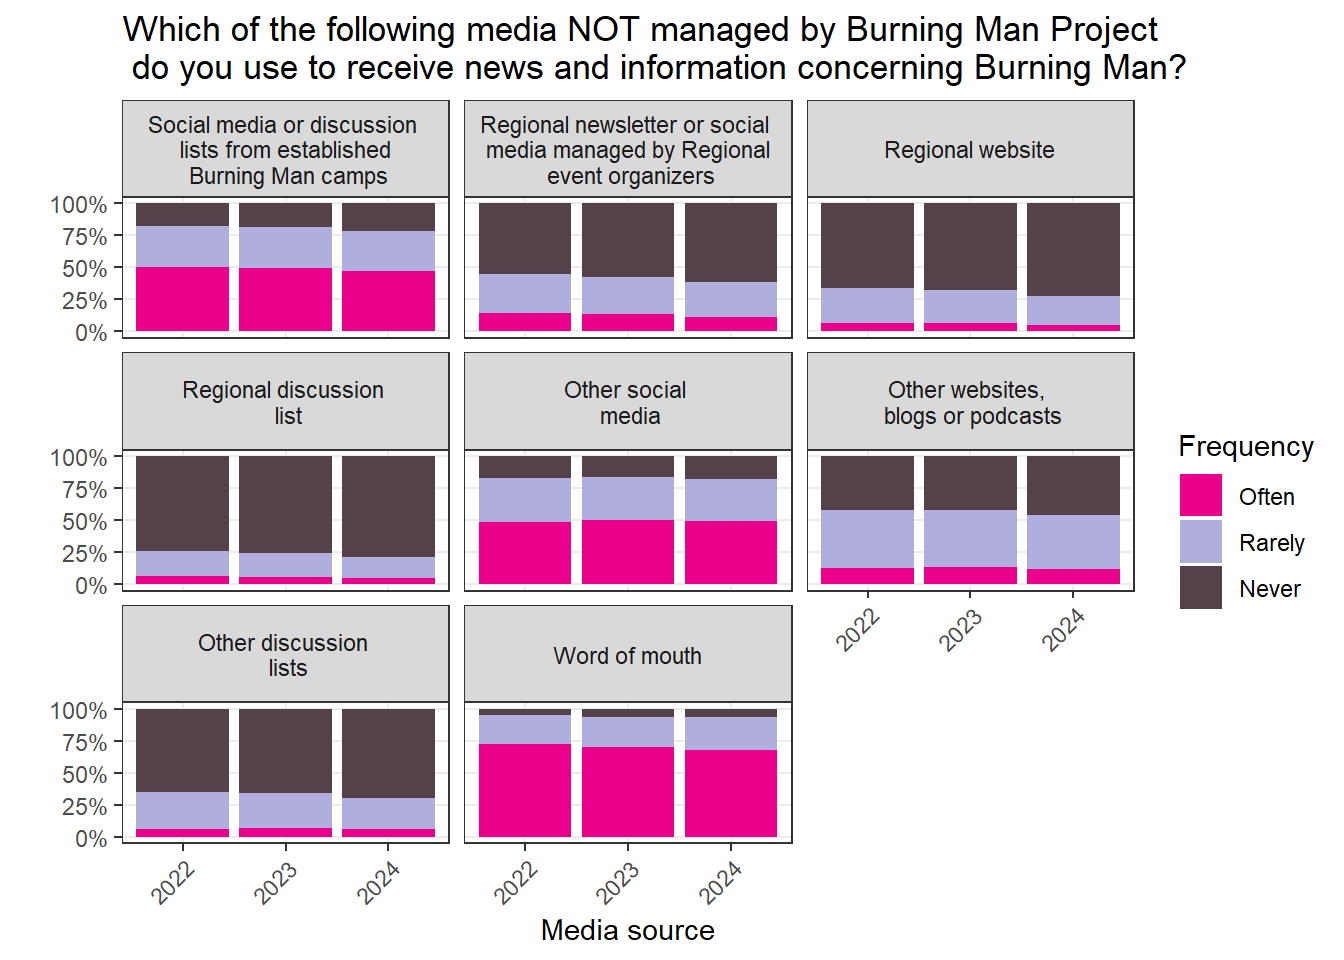 Which of the following media NOT managed by Burning Man Project
do you use to receive news and information concerning Burning Man?
Social media or discussion
lists from established
Burning Man camps
Regional newsletter or social
media managed by Regional
event organizers
Regional website
100%
75%
50%
25%
0%
Regional discussion
list
Other social
media
Other websites,
blogs or podcasts
100%
75%
50%
25%
0%
2022
2023
2024
Other discussion
lists
Word of mouth
100%
75%
50%
25%
0%
2022
2023
2024
2022
2023
2024
Media source
Frequency
Often
Rarely
Never